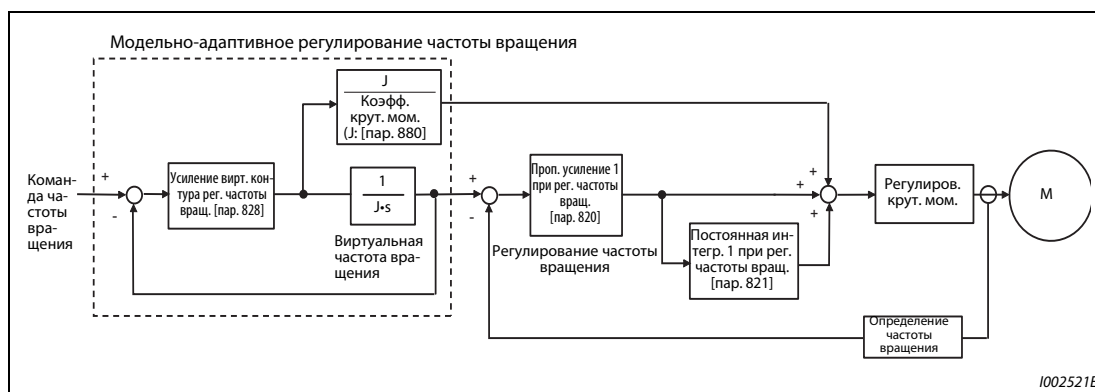 Модельно-адаптивное регулирование частоты вращения
J
Коэфф.
крут. мом.
(J: [пар. 880]
Коман-
да ча-
стоты
вра-
щения
+
-
Усиление вирт. кон-
тура рег. частоты
вращ. [пар. 828]
1
J•s
Виртуальная
частота вра-
щения
+
-
Проп. усиление 1
при рег. частоты
вращ.
[пар. 820]
Регулирование частоты
вращения
Постоянная ин-
тегр. 1 при рег.
частоты вращ.
[пар. 821]
+
+
+
Регулиров.
крут. мом.
M
Определение
частоты
вращения
I002521E